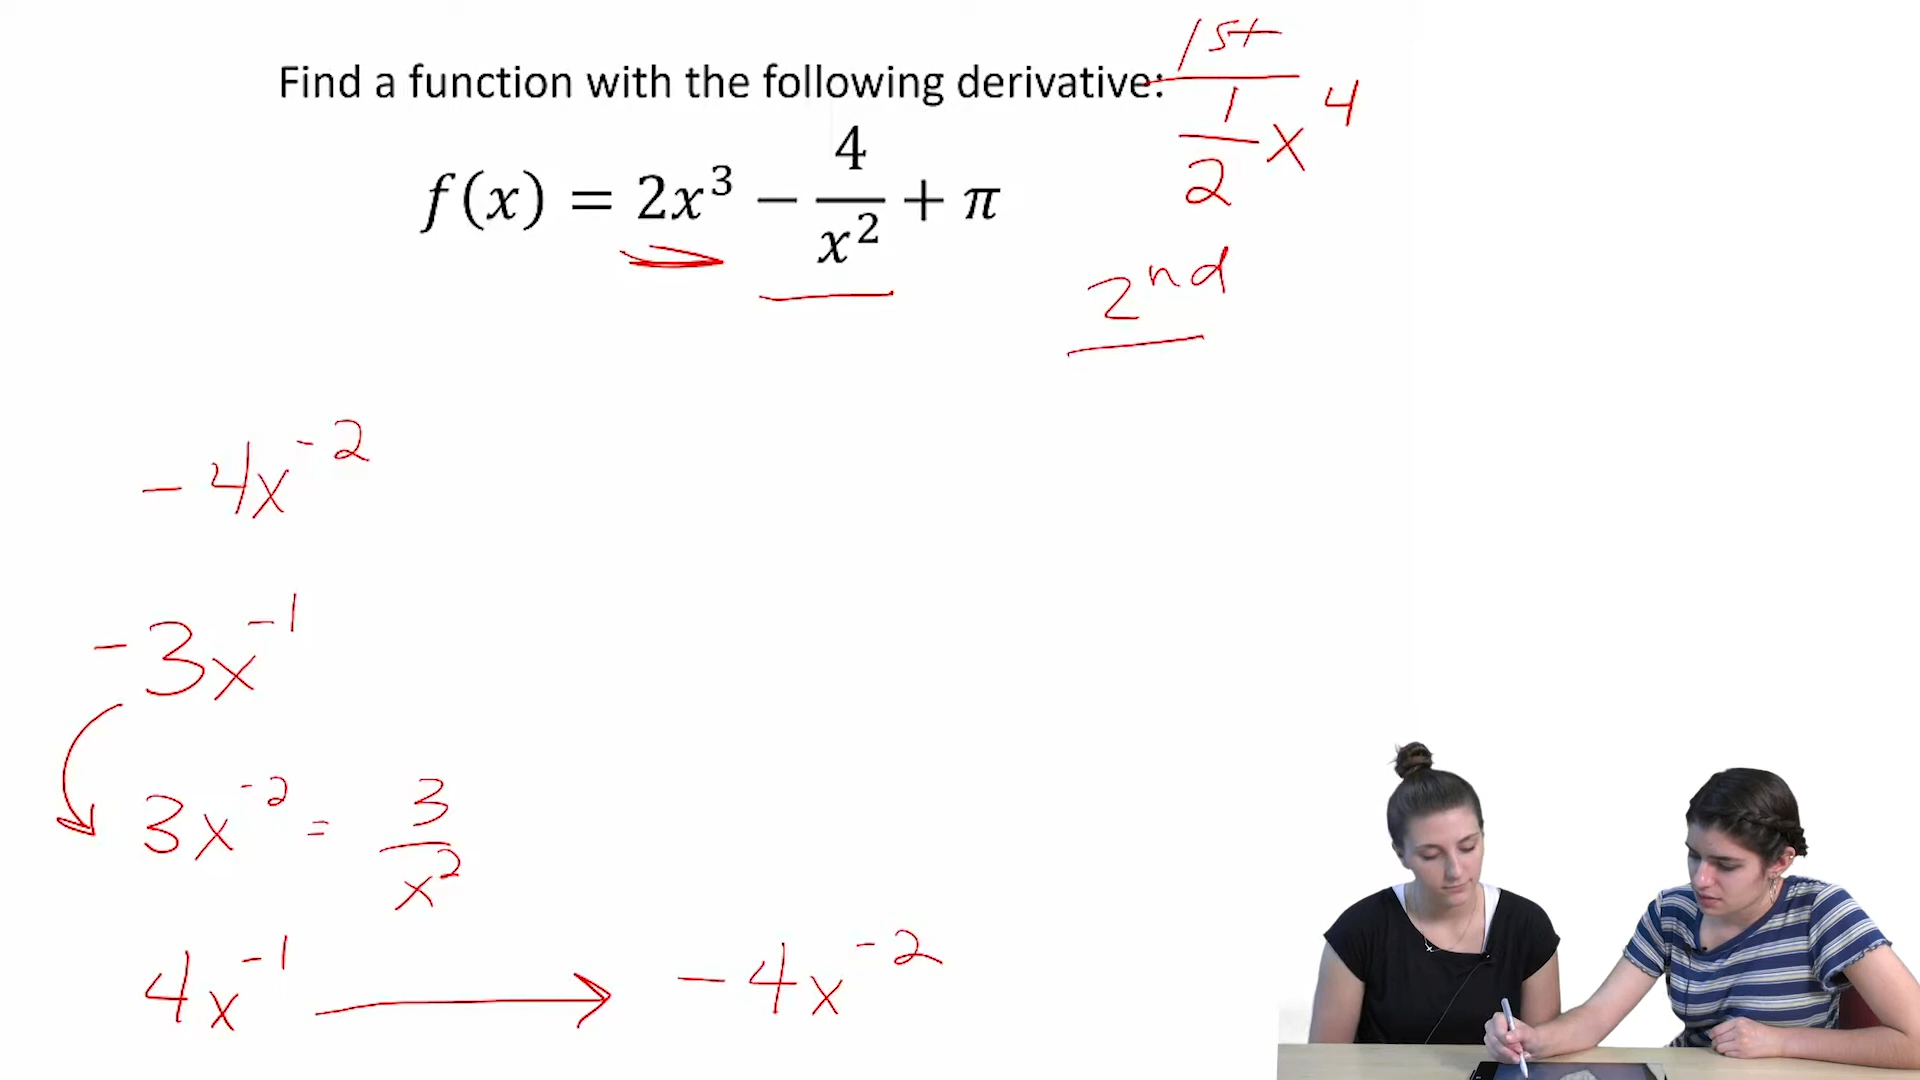 Find a function with the following derivative:
f(x) = 2x³ − 4/x² + π
1st
1/2 x⁴
2nd
- 4x⁻²
- 3x⁻¹
3x⁻² = 3/x²
4x⁻¹ → - 4x⁻²